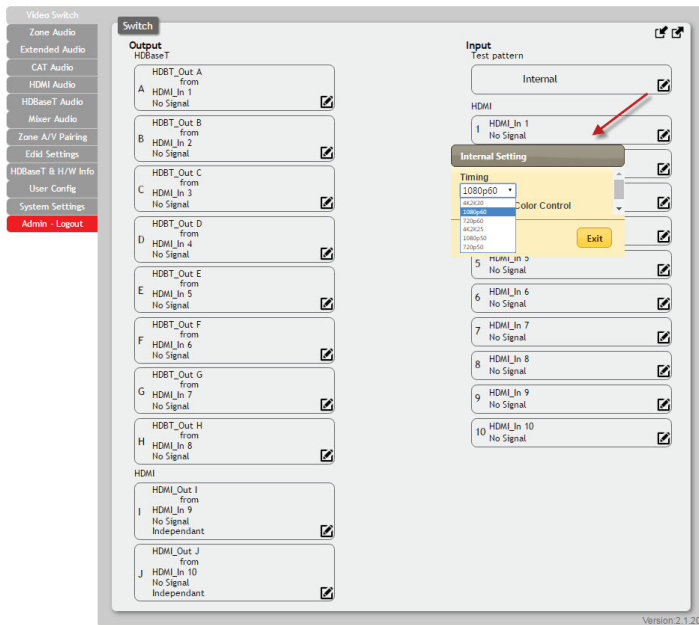 Video Switch
Zone Audio
Extended Audio
CAT Audio
HDMI Audio
HDBaseT Audio
Mixer Audio
Zone A/V Pairing
Edid Settings
HDBaseT & H/W Info
User Config
System Settings
Admin - Logout
Switch
Output
HDBaseT
HDBT_Out A
from
A
HDMI_In 1
No Signal
HDBT_Out B
from
B
HDMI_In 2
No Signal
HDBT_Out C
from
C
HDMI_In 3
No Signal
HDBT_Out D
from
D
HDMI_In 4
No Signal
HDBT_Out E
from
E
HDMI_In 5
No Signal
HDBT_Out F
from
F
HDMI_In 6
No Signal
HDBT_Out G
from
G
HDMI_In 7
No Signal
HDBT_Out H
from
H
HDMI_In 8
No Signal
HDMI
HDMI_Out I
from
I
HDMI_In 9
No Signal
Independant
HDMI_Out J
from
J
HDMI_In 10
No Signal
Independant
Input
Test pattern
Internal
HDMI
1 HDMI_In 1
No Signal
Internal Setting
Timing
1080p60
4K2K30
1080p60
720p60
4K2K25
1080p50
720p50
Color Control
Exit
5 HDMI_In 5
No Signal
6 HDMI_In 6
No Signal
7 HDMI_In 7
No Signal
8 HDMI_In 8
No Signal
9 HDMI_In 9
No Signal
10 HDMI_In 10
No Signal
Version:2.1.20